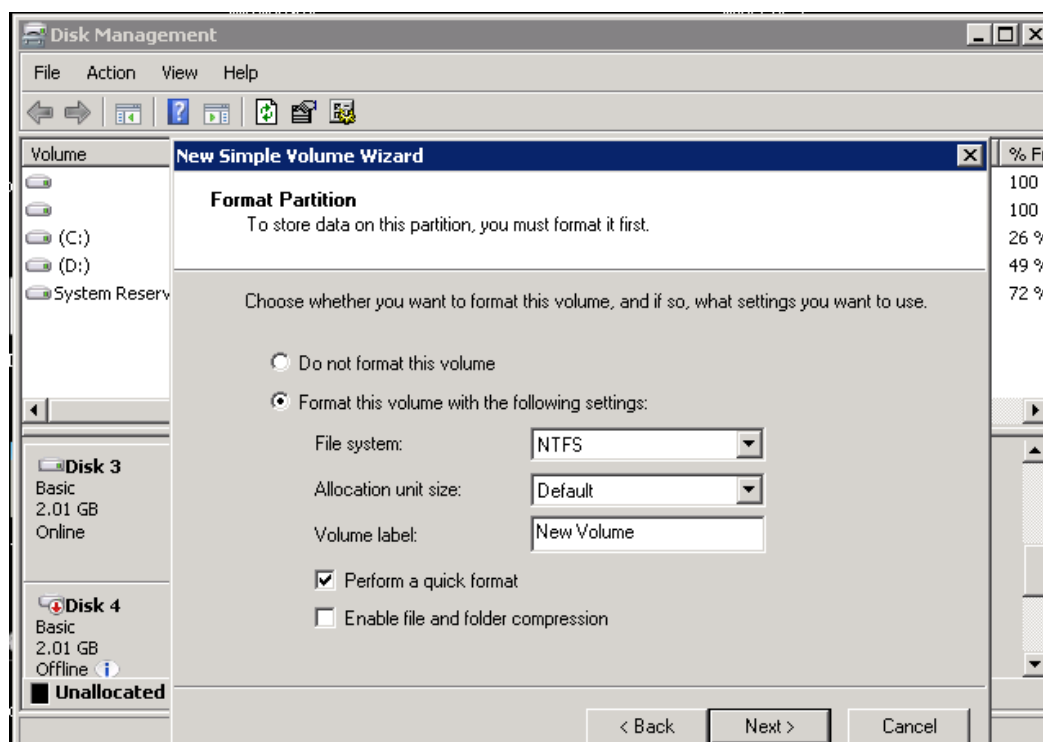 Disk Management
File Action View Help
Volume
% F
100
100
(C:)
26 %
(D:)
49 %
System Reserv
72 %
New Simple Volume Wizard
Format Partition
To store data on this partition, you must format it first.
Choose whether you want to format this volume, and if so, what settings you want to use.
Do not format this volume
Format this volume with the following settings:
File system: NTFS
Allocation unit size: Default
Volume label: New Volume
Perform a quick format
Enable file and folder compression
Disk 3
Basic
2.01 GB
Online
Disk 4
Basic
2.01 GB
Offline
Unallocated
< Back Next > Cancel